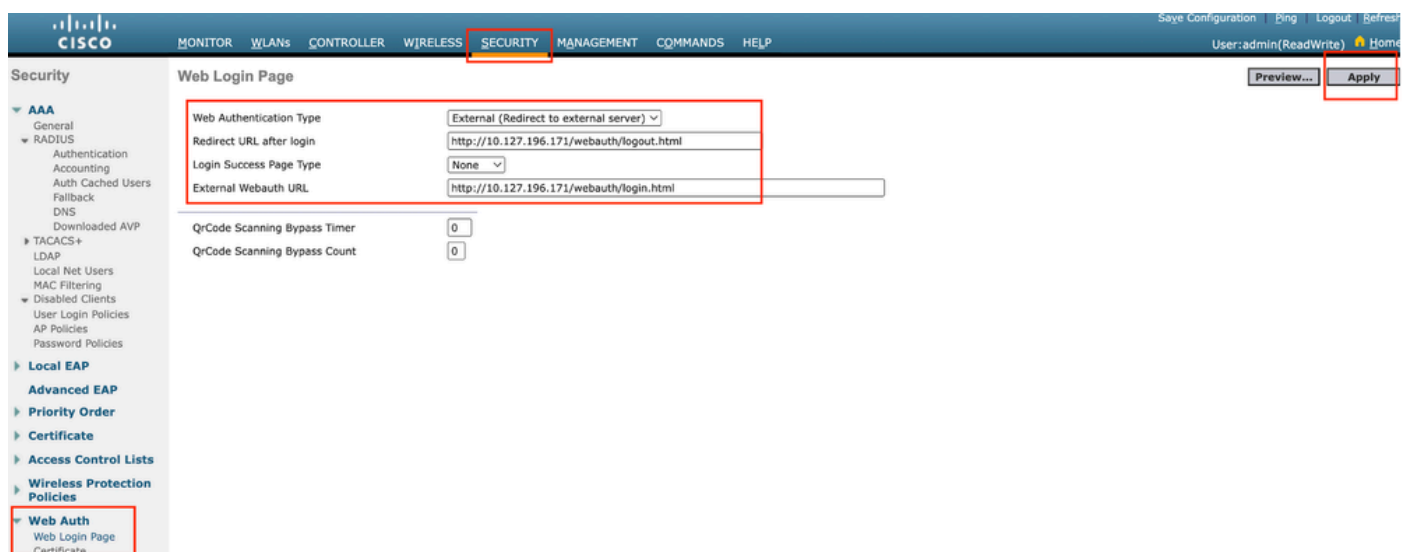 Save Configuration | Ping | Logout | Refresh
CISCO
MONITOR WLANs CONTROLLER WIRELESS SECURITY MANAGEMENT COMMANDS HELP
User:admin(ReadWrite) Home
Security
Web Login Page
Preview... Apply
AAA
General
RADIUS
Authentication
Accounting
Auth Cached Users
Fallback
DNS
Downloaded AVP
TACACS+
LDAP
Local Net Users
MAC Filtering
Disabled Clients
User Login Policies
AP Policies
Password Policies
Local EAP
Advanced EAP
Priority Order
Certificate
Access Control Lists
Wireless Protection
Policies
Web Auth
Web Login Page
Certificate
Web Authentication Type External (Redirect to external server)
Redirect URL after login http://10.127.196.171/webauth/logout.html
Login Success Page Type None
External Webauth URL http://10.127.196.171/webauth/login.html
QrCode Scanning Bypass Timer 0
QrCode Scanning Bypass Count 0